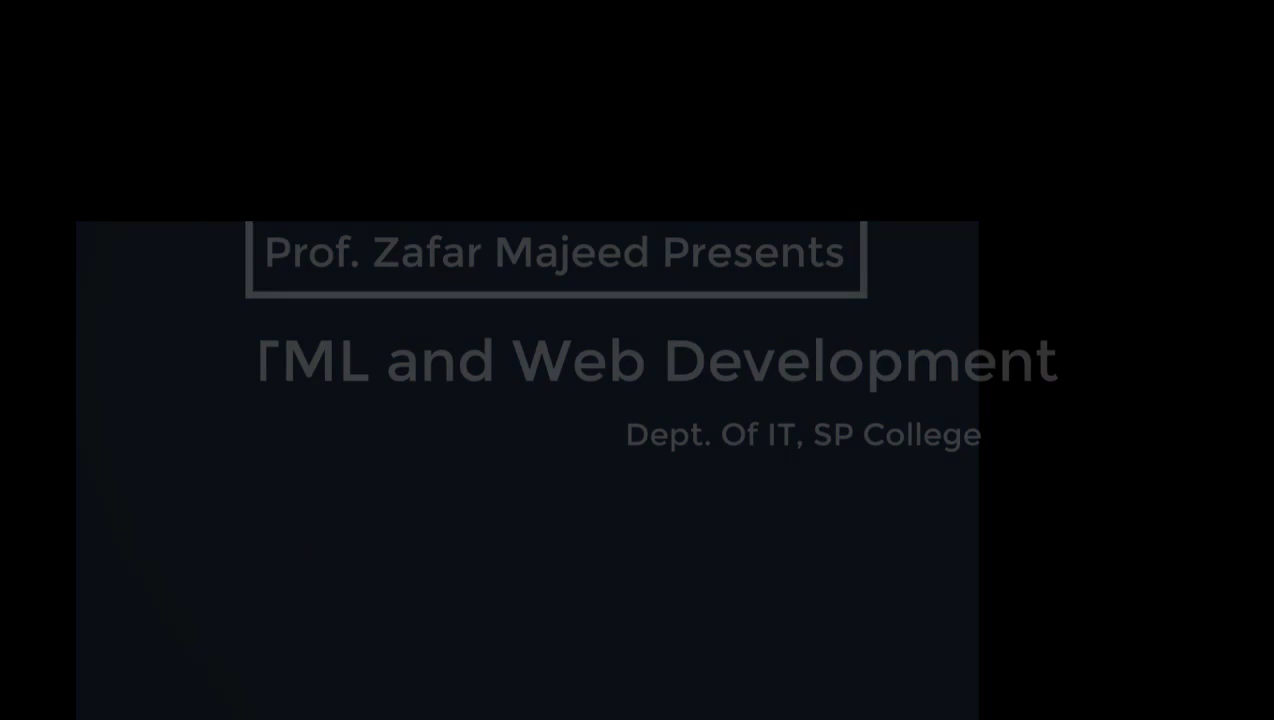 Prof. Zafar Majeed Presents
TML and Web Development
Dept. Of IT, SP College